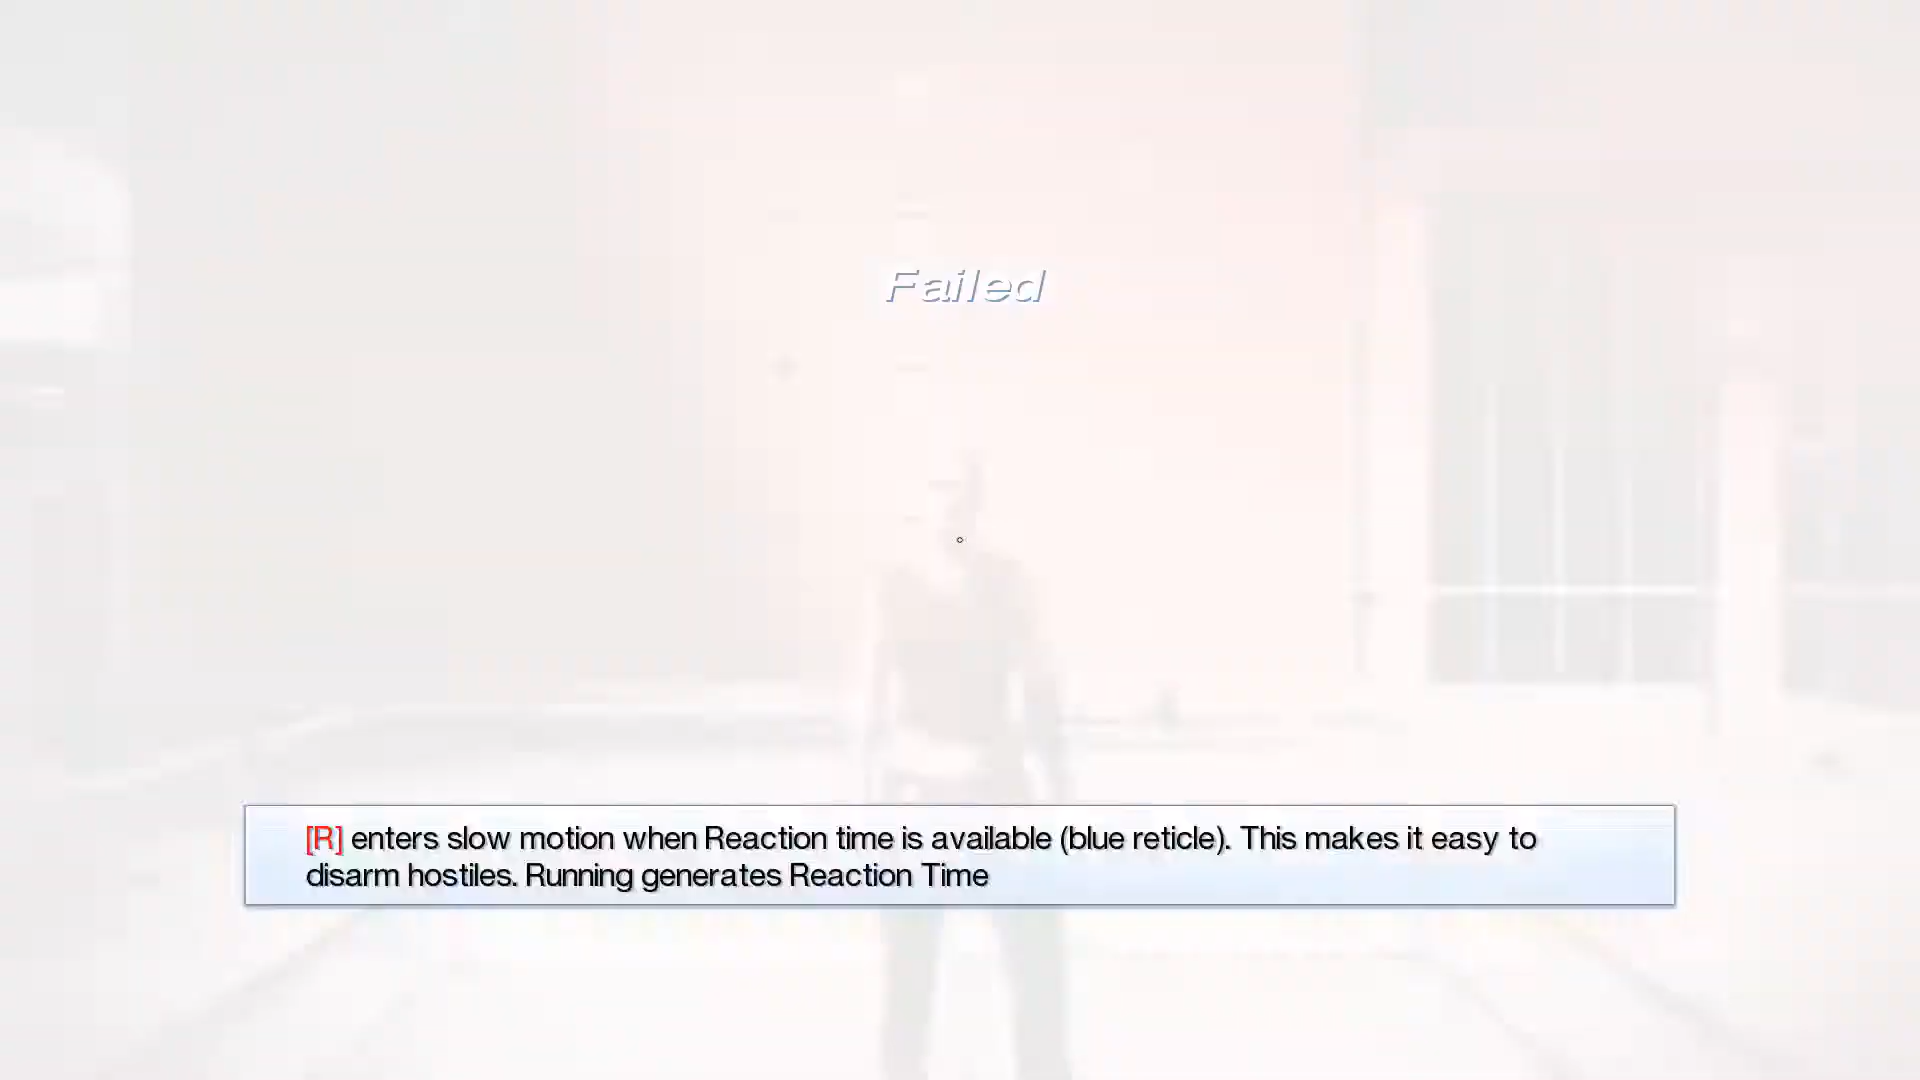 Failed
[R] enters slow motion when Reaction time is available (blue reticle). This makes it easy to
disarm hostiles. Running generates Reaction Time